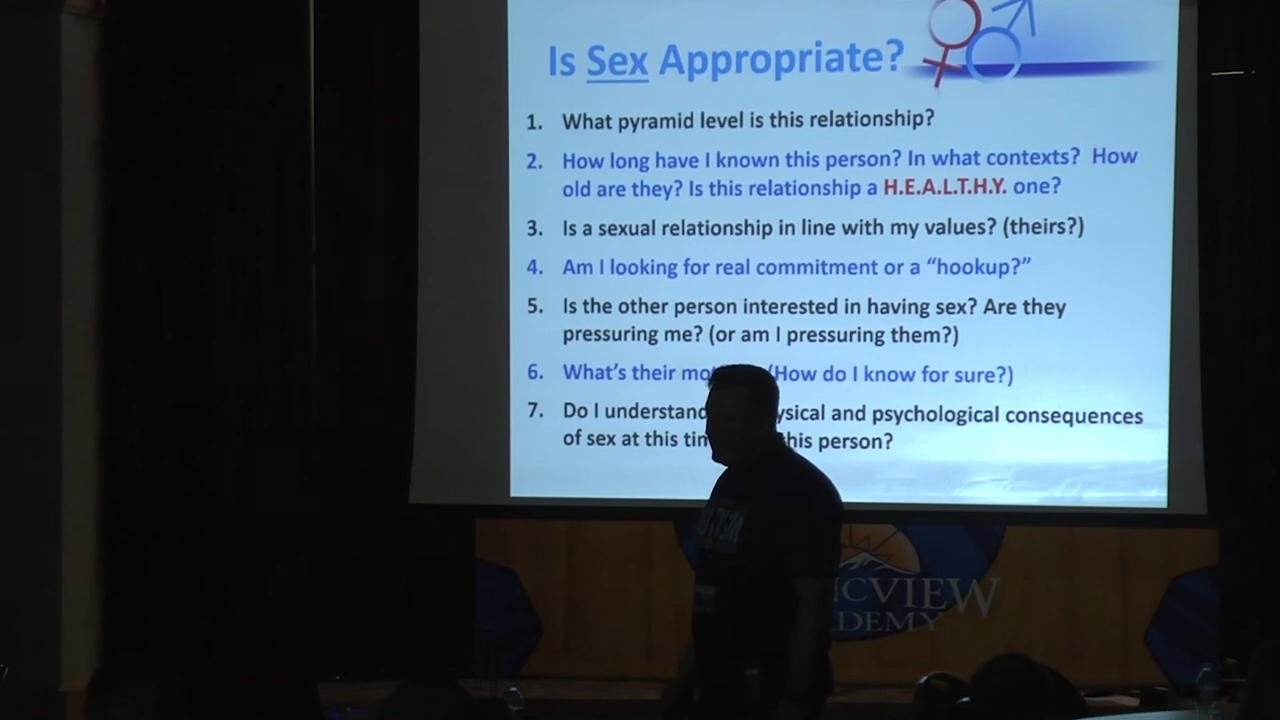 Is Sex Appropriate?
1. What pyramid level is this relationship?
2. How long have I known this person? In what contexts? How
old are they? Is this relationship a H.E.A.L.T.H.Y. one?
3. Is a sexual relationship in line with my values? (theirs?)
4. Am I looking for real commitment or a “hookup?”
5. Is the other person interested in having sex? Are they
pressuring me? (or am I pressuring them?)
6. What’s their (How do I know for sure?)
7. Do I understand and psychological consequences
of sex at this this person?